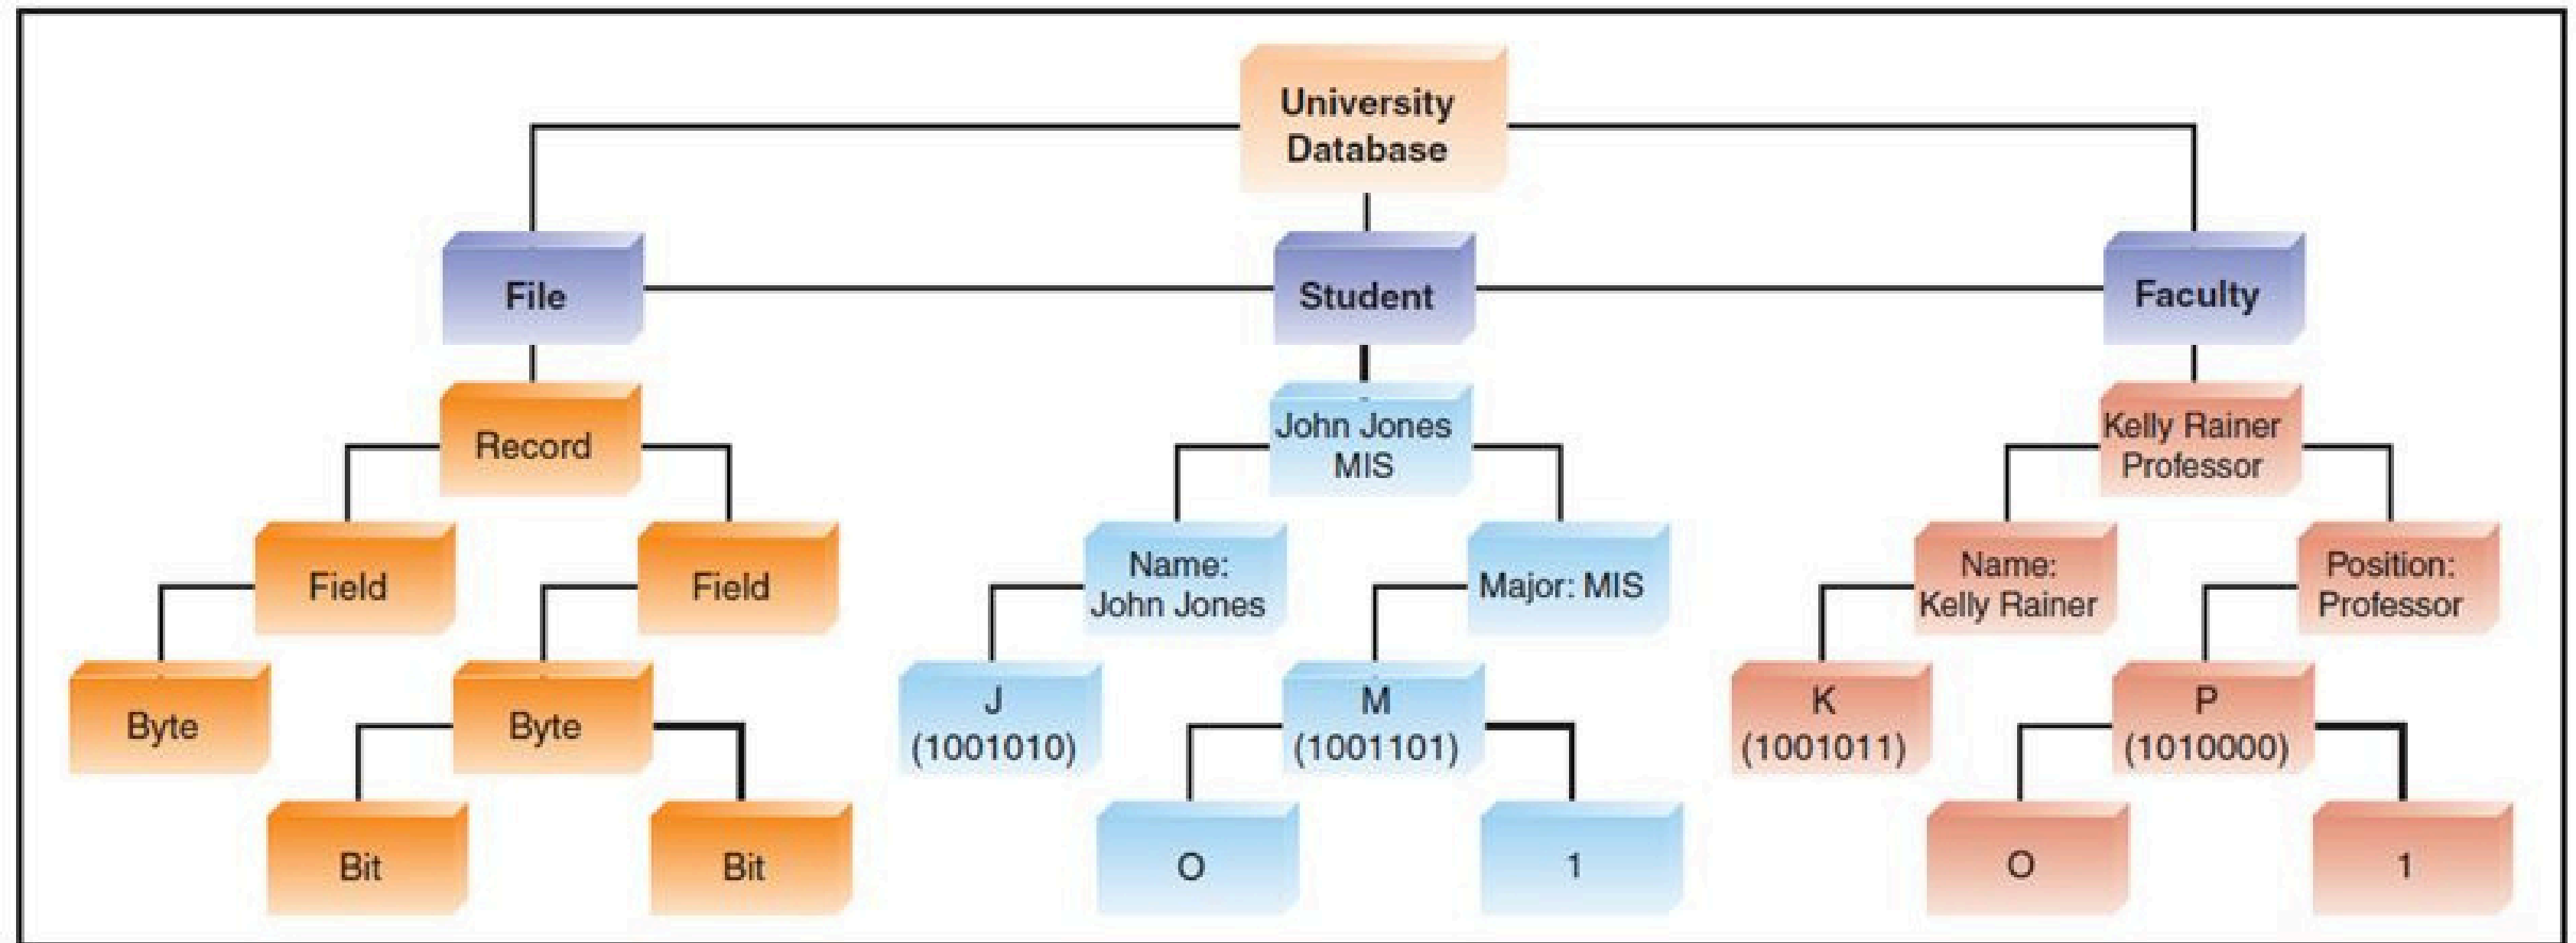 University
Database
File
Student
Faculty
Record
John Jones
MIS
Kelly Rainer
Professor
Field
Field
Name:
John Jones
Major: MIS
Name:
Kelly Rainer
Position:
Professor
Byte
Byte
J
(1001010)
M
(1001101)
K
(1001011)
P
(1010000)
Bit
Bit
O
1
O
1